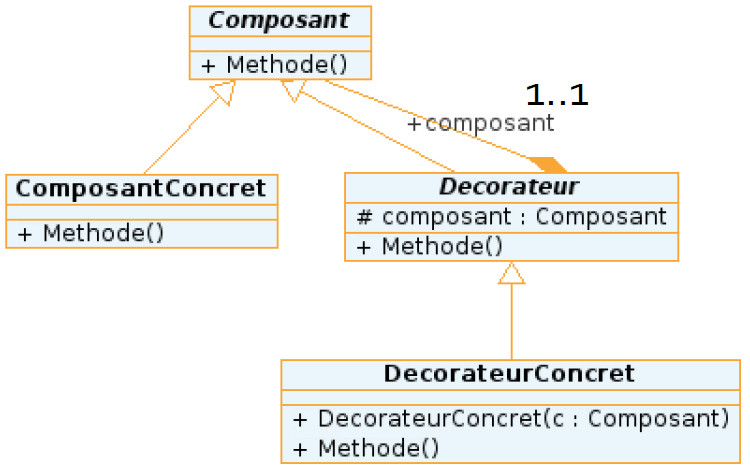 Composant
+ Methode()
1..1
+composant
ComposantConcret
+ Methode()
Decorateur
# composant : Composant
+ Methode()
DecorateurConcret
+ DecorateurConcret(c : Composant)
+ Methode()